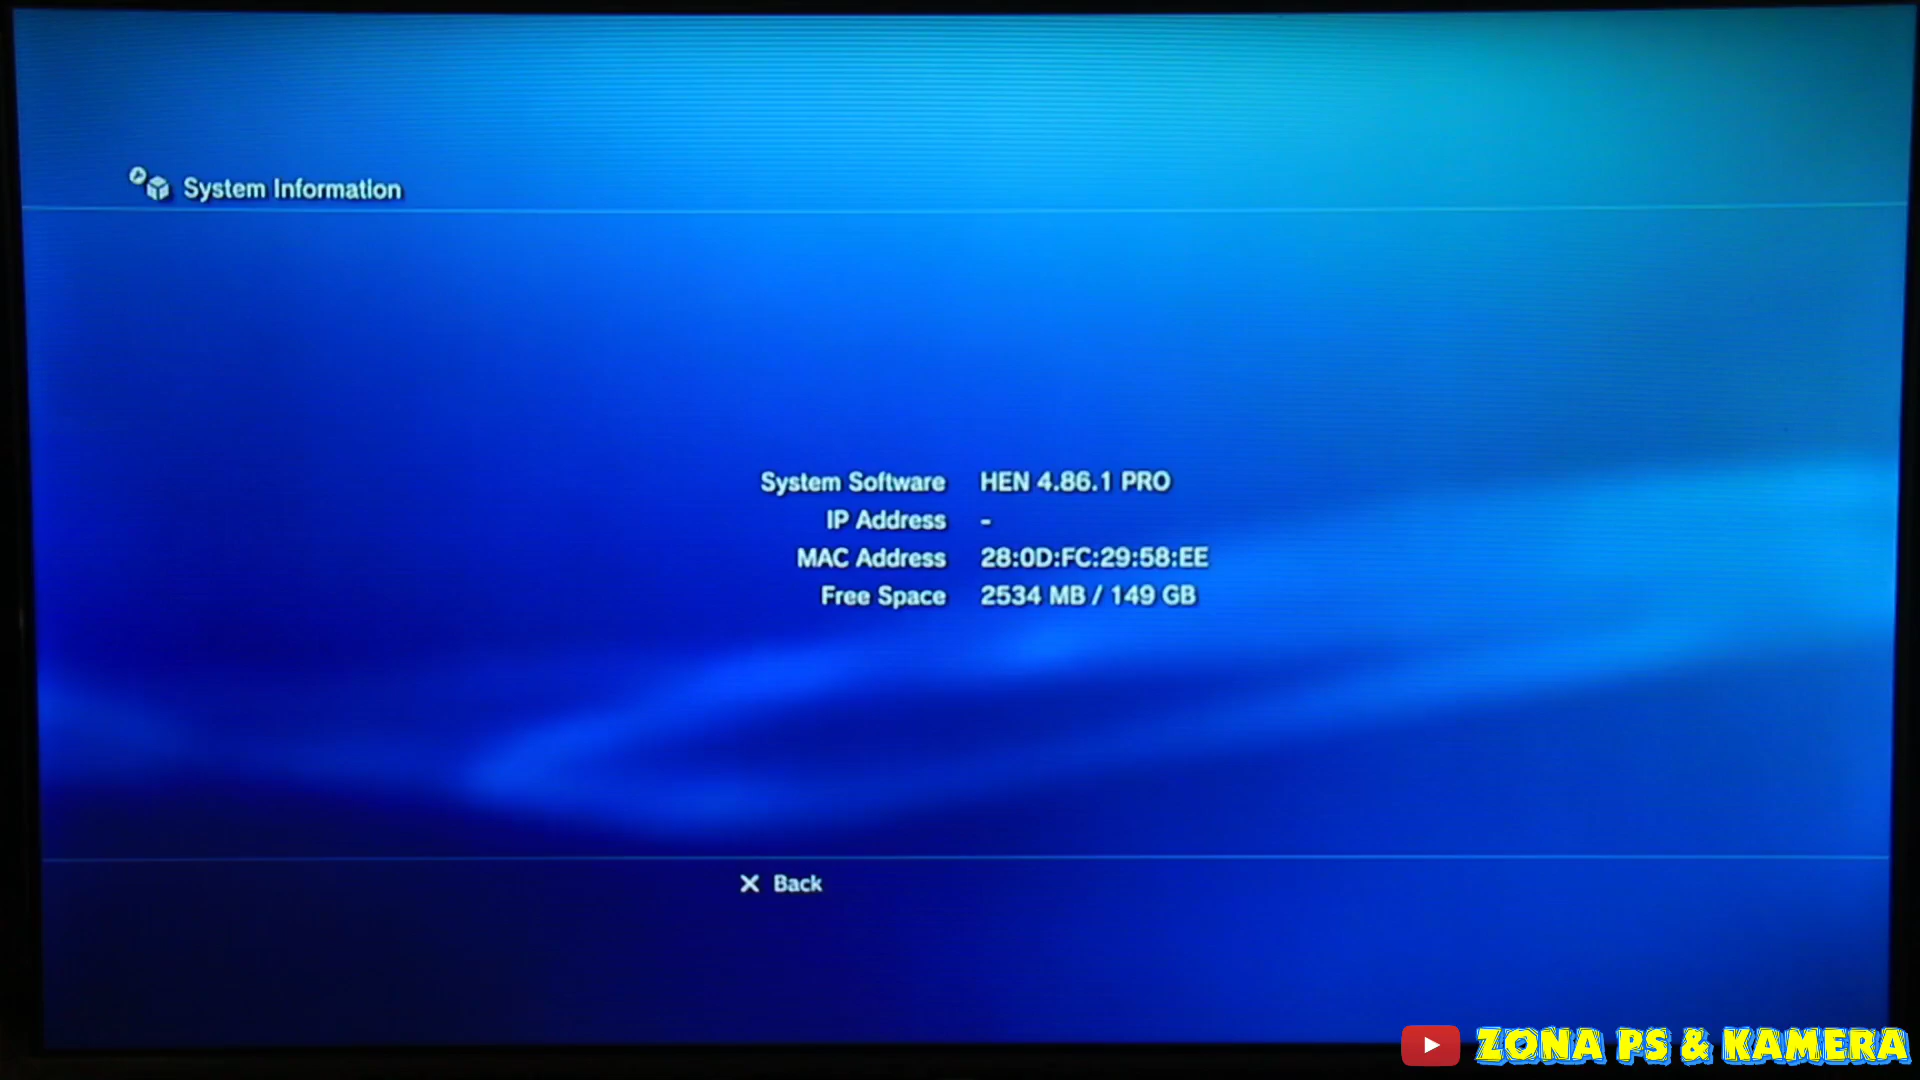 System Information
System Software HEN 4.86.1 PRO
IP Address -
MAC Address 28:0D:FC:29:58:EE
Free Space 2534 MB / 149 GB
X Back
ZONA PS & KAMERA